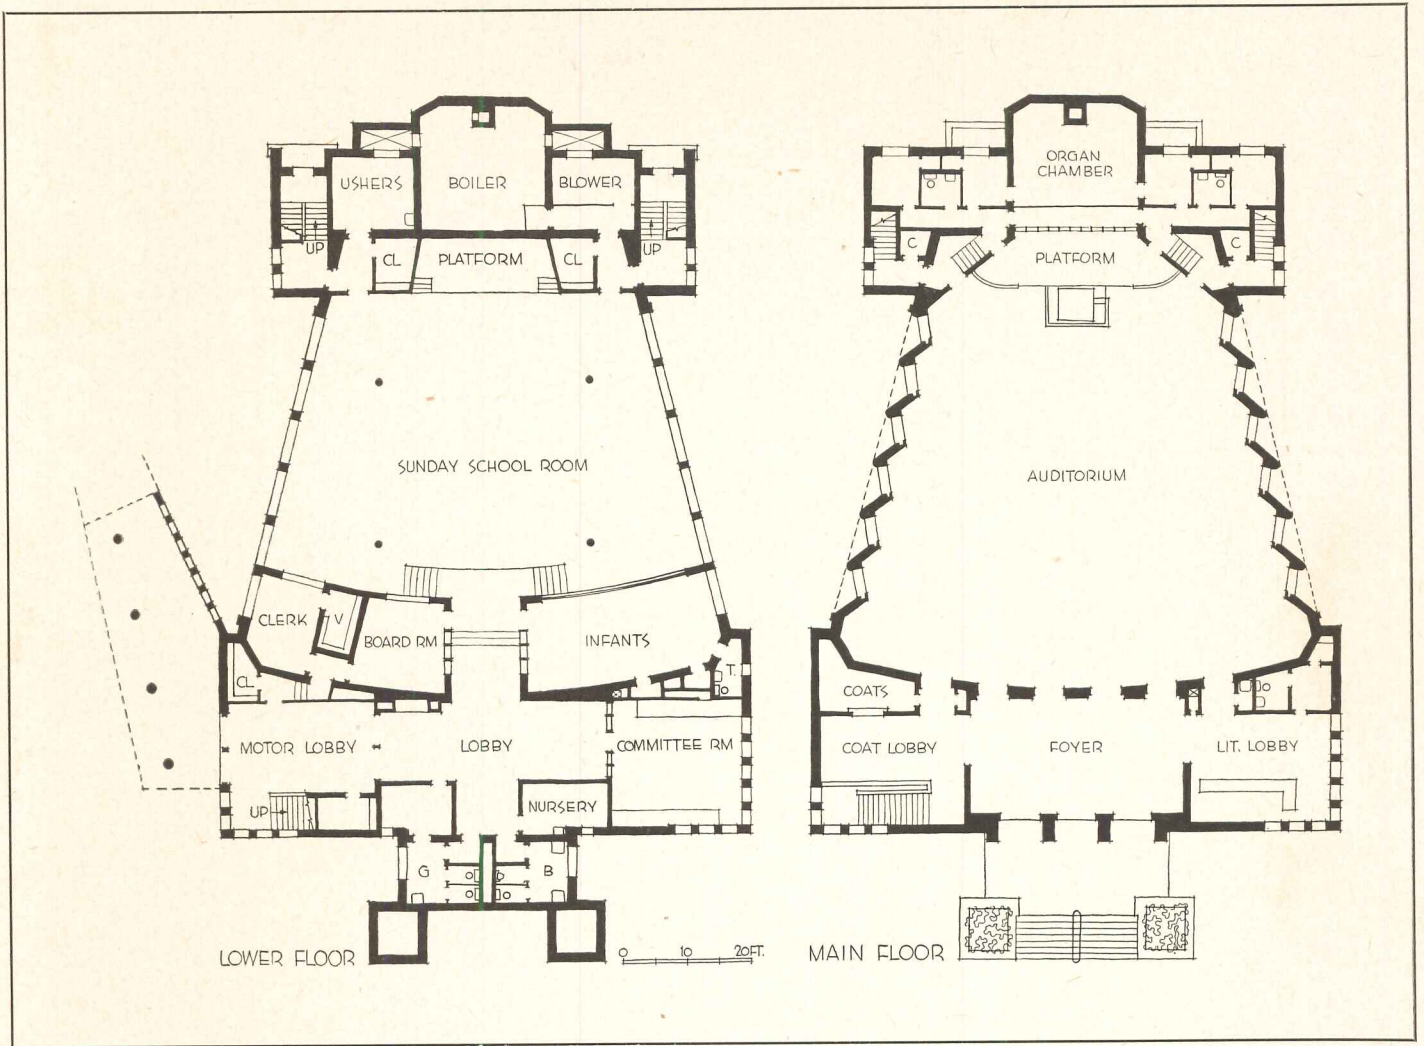 USHERS
BOILER
BLOWER
UP
UP
CL
PLATFORM
CL
SUNDAY SCHOOL ROOM
CLERK
V
BOARD RM
INFANTS
CL
T.
MOTOR LOBBY
LOBBY
COMMITTEE RM
UP
NURSERY
G
B
LOWER FLOOR
0 10 20 FT.
ORGAN
CHAMBER
C
PLATFORM
C
AUDITORIUM
COATS
COAT LOBBY
FOYER
LIT. LOBBY
MAIN FLOOR